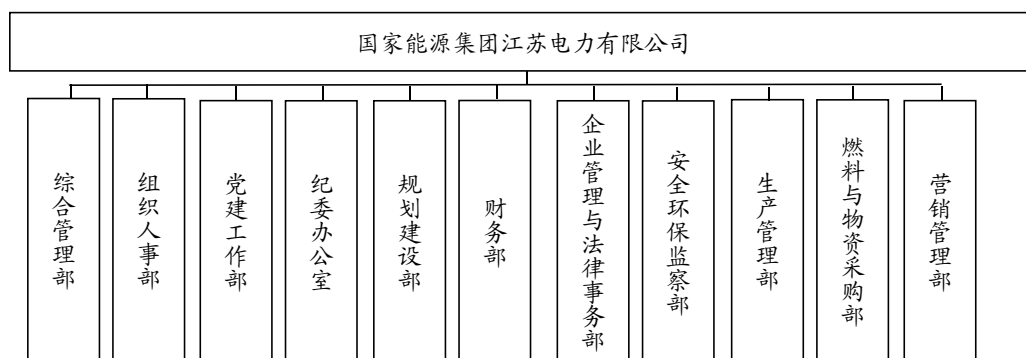 国家能源集团江苏电力有限公司
综合管理部
组织人事部
党建工作部
纪委办公室
规划建设部
财务部
企业管理与法律事务部
安全环保监察部
生产管理部
燃料与物资采购部
营销管理部